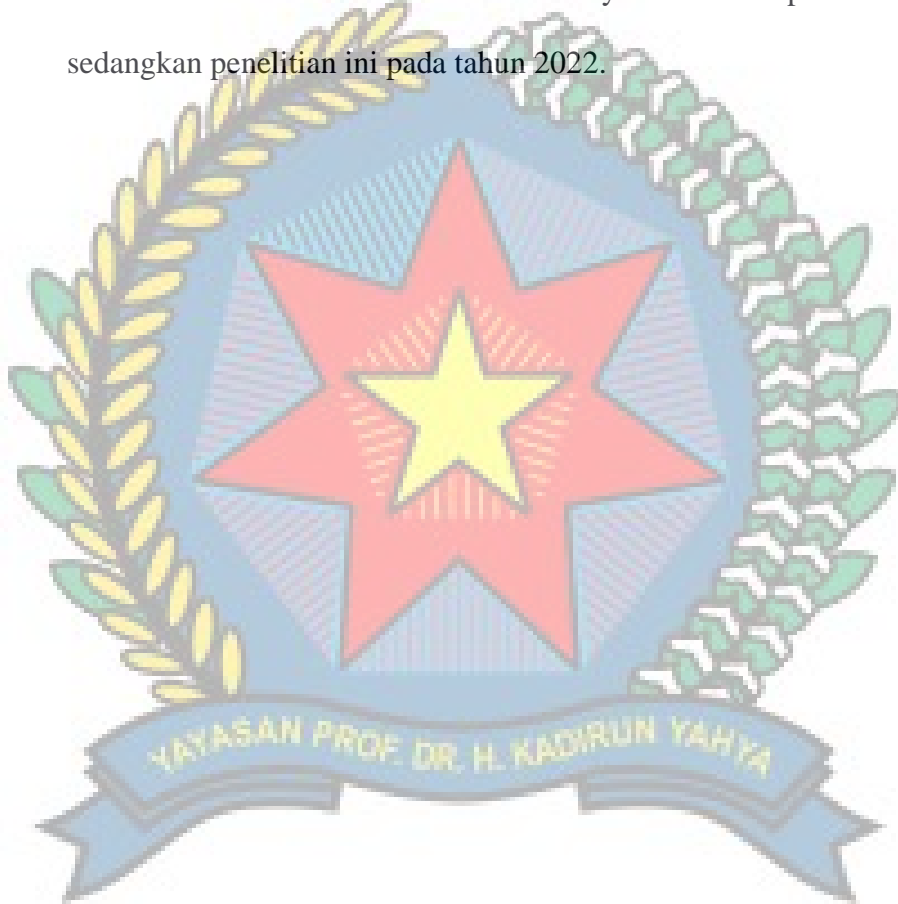 sedangkan penelitian ini pada tahun 2022.
YAYASAN PROF. DR. H. KADIRUN YAHYA